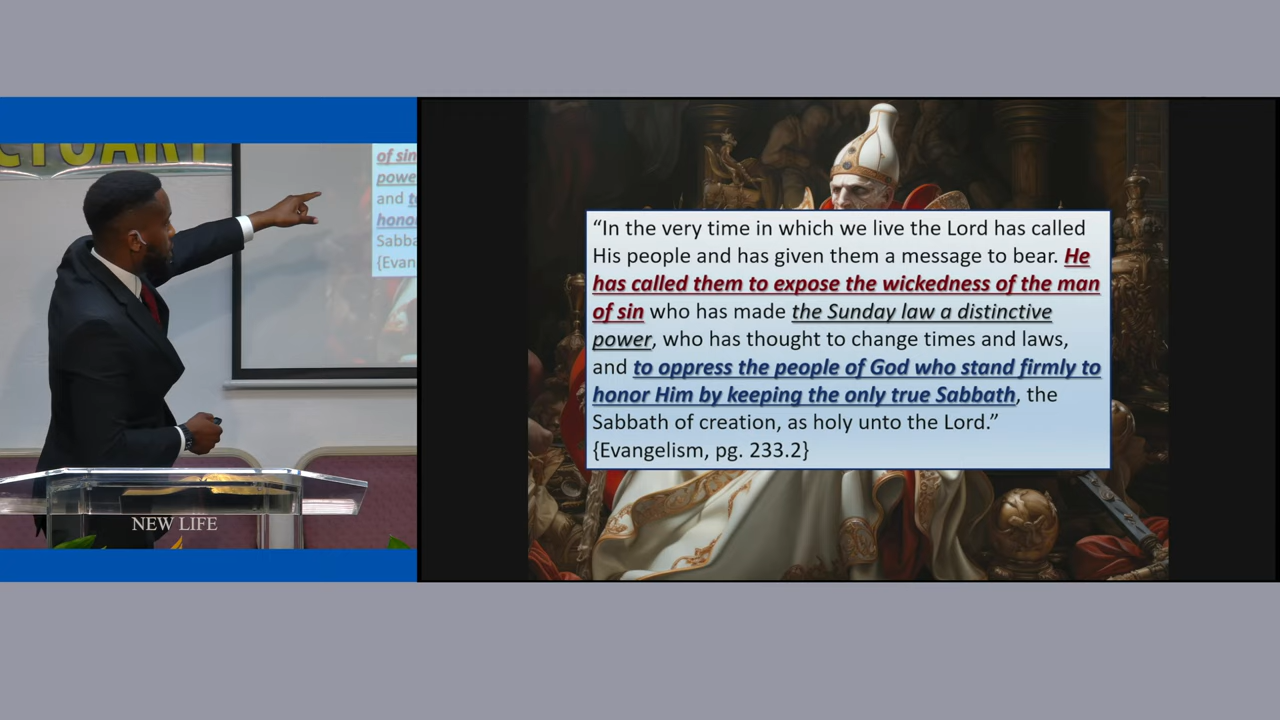 CTUARY
of sin
powe
and t
honor
Sabba
{Evan
NEW LIFE
“In the very time in which we live the Lord has called
His people and has given them a message to bear. He
has called them to expose the wickedness of the man
of sin who has made the Sunday law a distinctive
power, who has thought to change times and laws,
and to oppress the people of God who stand firmly to
honor Him by keeping the only true Sabbath, the
Sabbath of creation, as holy unto the Lord.”
{Evangelism, pg. 233.2}